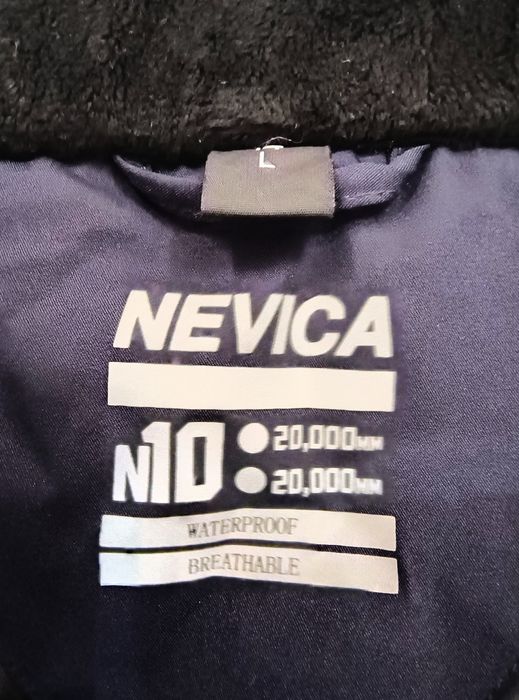 L
NEVICA
N10
20,000MM
20,000MM
WATERPROOF
BREATHABLE